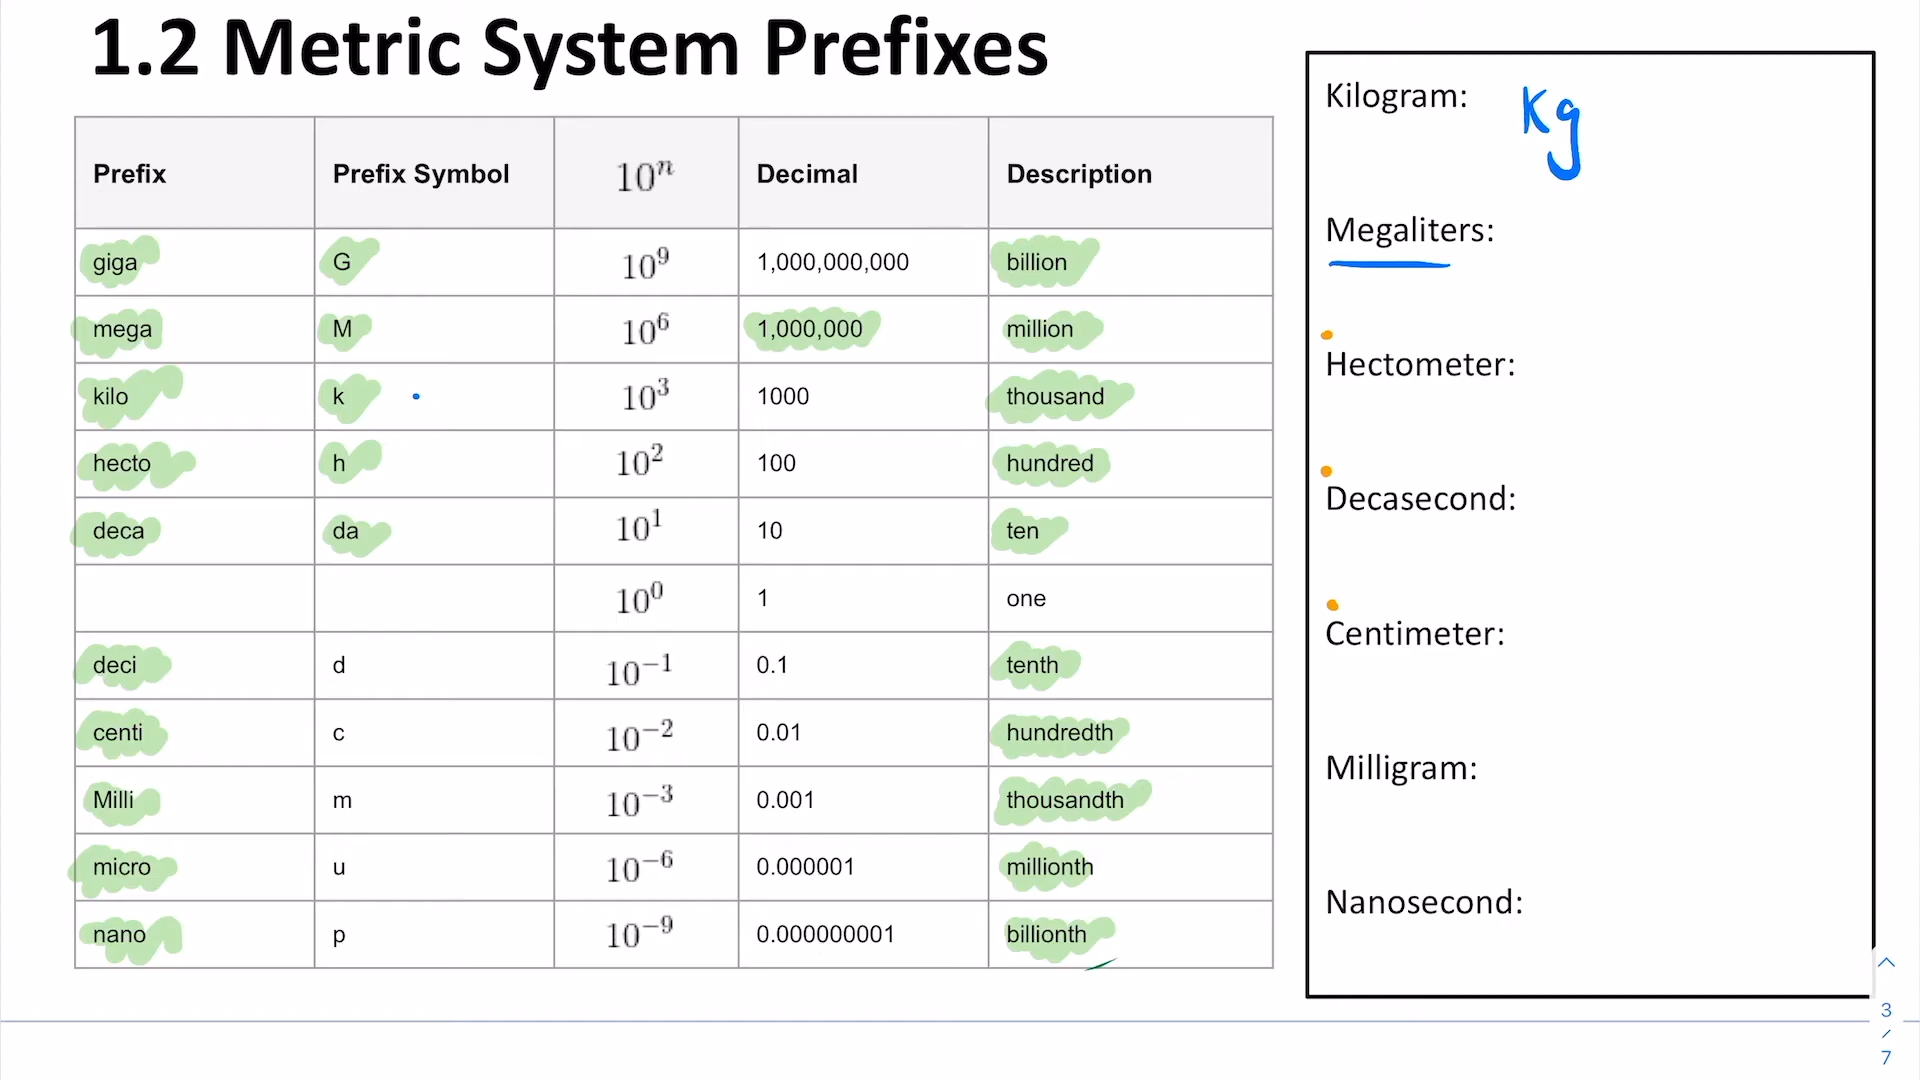 1.2 Metric System Prefixes
Prefix Prefix Symbol 10ⁿ Decimal Description
giga G 10⁹ 1,000,000,000 billion
mega M 10⁶ 1,000,000 million
kilo k 10³ 1000 thousand
hecto h 10² 100 hundred
deca da 10¹ 10 ten
10⁰ 1 one
deci d 10⁻¹ 0.1 tenth
centi c 10⁻² 0.01 hundredth
Milli m 10⁻³ 0.001 thousandth
micro u 10⁻⁶ 0.000001 millionth
nano p 10⁻⁹ 0.000000001 billionth
Kilogram: Kg
Megaliters:
Hectometer:
Decasecond:
Centimeter:
Milligram:
Nanosecond:
3
/
7